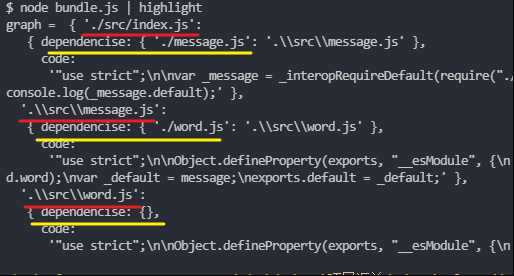 $ node bundle.js | highlight
graph =  { './src/index.js':
   { dependencise: { './message.js': '.\\src\\message.js' },
     code:
      '"use strict";\n\nvar _message = _interopRequireDefault(require("./
console.log(_message.default);' },
  '.\\src\\message.js':
   { dependencise: { './word.js': '.\\src\\word.js' },
     code:
      '"use strict";\n\nObject.defineProperty(exports, "__esModule", {\n
d.word);\nvar _default = message;\nexports.default = _default;' },
  '.\\src\\word.js':
   { dependencise: {},
     code:
      '"use strict";\n\nObject.defineProperty(exports, "__esModule", {\n